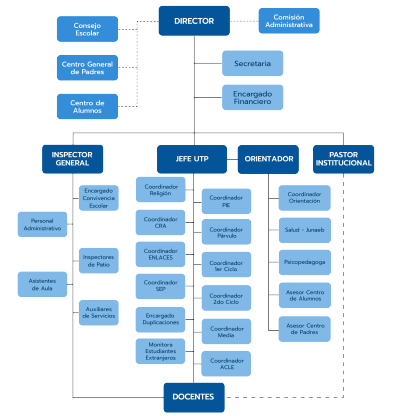 DIRECTOR
Consejo
Escolar
Comisión
Administrativa
Centro General
de Padres
Secretaria
Centro de
Alumnos
Encargado
Financiero
INSPECTOR
GENERAL
JEFE UTP
ORIENTADOR
PASTOR
INSTITUCIONAL
Encargado
Convivencia
Escolar
Personal
Administrativo
Inspectores
de Patio
Asistentes
de Aula
Auxiliares
de Servicios
Coordinador
Religión
Coordinador
PIE
Coordinador
CRA
Coordinador
Párvulo
Coordinador
ENLACES
Coordinador
1er Ciclo
Coordinador
SEP
Coordinador
2do Ciclo
Encargado
Duplicaciones
Coordinador
Media
Monitora
Estudiantes
Extranjeros
Coordinador
ACLE
Coordinador
Orientación
Salud - Junaeb
Psicopedagoga
Asesor Centro
de Alumnos
Asesor Centro
de Padres
DOCENTES